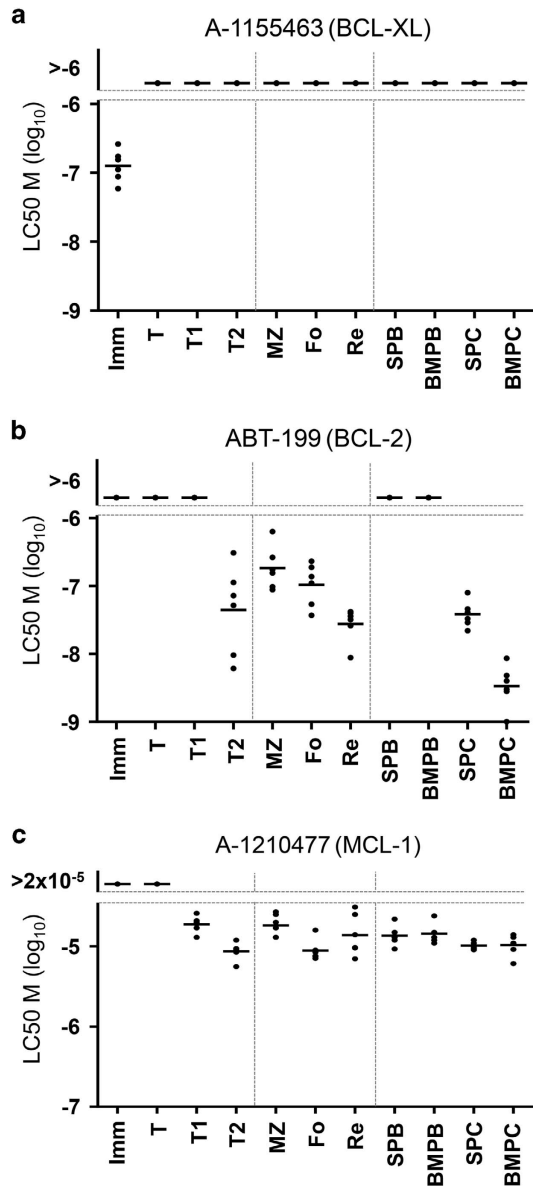 a
A-1155463 (BCL-XL)
>-6
-6
-7
-8
-9
LC50 M (log10)
Imm T T1 T2 MZ Fo Re SPB BMPB SPC BMPC
b
ABT-199 (BCL-2)
>-6
-6
-7
-8
-9
LC50 M (log10)
Imm T T1 T2 MZ Fo Re SPB BMPB SPC BMPC
c
A-1210477 (MCL-1)
>2x10-5
-5
-6
-7
LC50 M (log10)
Imm T T1 T2 MZ Fo Re SPB BMPB SPC BMPC